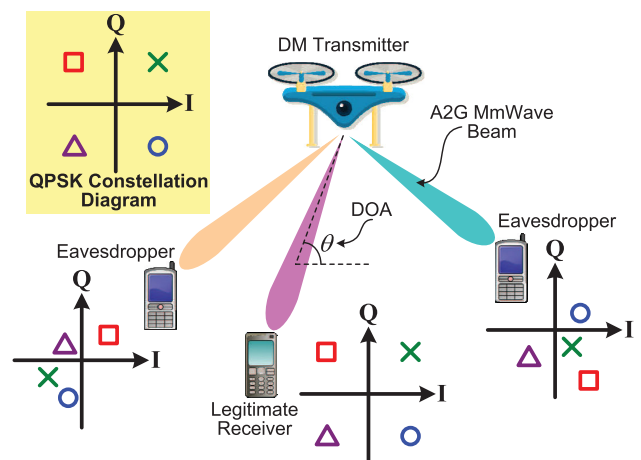 Q
I
QPSK Constellation
Diagram
DM Transmitter
A2G MmWave
Beam
DOA
θ
Eavesdropper
Q
I
Legitimate
Receiver
Q
I
Eavesdropper
Q
I